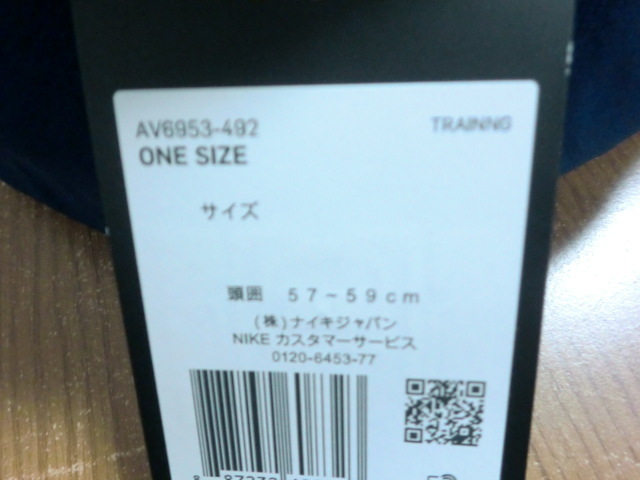 AV6953-492 TRAINNG
ONE SIZE
サイズ
頭囲 57~59cm
(株)ナイキジャパン
NIKE カスタマーサービス
0120-6453-77